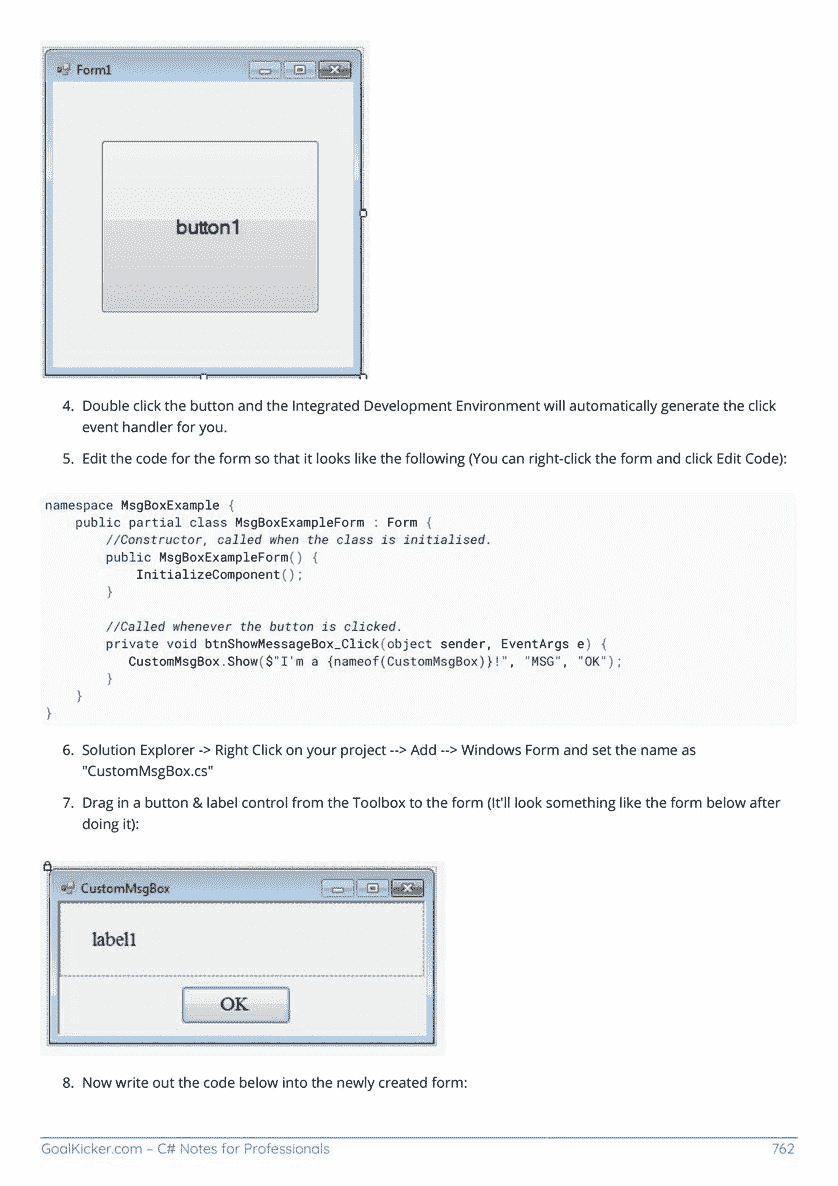 Form1
button1
4. Double click the button and the Integrated Development Environment will automatically generate the click
event handler for you.
5. Edit the code for the form so that it looks like the following (You can right-click the form and click Edit Code):
namespace MsgBoxExample {
    public partial class MsgBoxExampleForm : Form {
        //Constructor, called when the class is initialised.
        public MsgBoxExampleForm() {
            InitializeComponent();
        }
        //Called whenever the button is clicked.
        private void btnShowMessageBox_Click(object sender, EventArgs e) {
           CustomMsgBox.Show($"I'm a {nameof(CustomMsgBox)}!", "MSG", "OK");
        }
    }
}
6. Solution Explorer -> Right Click on your project --> Add --> Windows Form and set the name as
"CustomMsgBox.cs"
7. Drag in a button & label control from the Toolbox to the form (It'll look something like the form below after
doing it):
CustomMsgBox
label1
OK
8. Now write out the code below into the newly created form:
GoalKicker.com – C# Notes for Professionals 762